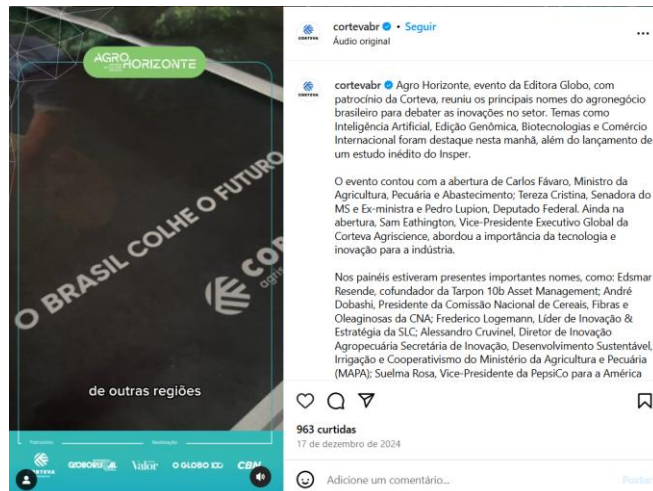 AGRO
HORIZONTE
O BRASIL COLHE O FUTURO
CO
agris
de outras regiões
Patrocínio
Realização
CORTEVA
GLOBO RURAL
Valor
O GLOBO 100
CBN
CORTEVA
cortevabr • Seguir
Áudio original
...
CORTEVA
cortevabr Agro Horizonte, evento da Editora Globo, com
patrocínio da Corteva, reuniu os principais nomes do agronegócio
brasileiro para debater as inovações no setor. Temas como
Inteligência Artificial, Edição Genômica, Biotecnologias e Comércio
Internacional foram destaque nesta manhã, além do lançamento de
um estudo inédito do Insper.
O evento contou com a abertura de Carlos Fávaro, Ministro da
Agricultura, Pecuária e Abastecimento; Tereza Cristina, Senadora do
MS e Ex-ministra e Pedro Lupion, Deputado Federal. Ainda na
abertura, Sam Eathington, Vice-Presidente Executivo Global da
Corteva Agriscience, abordou a importância da tecnologia e
inovação para a indústria.
Nos painéis estiveram presentes importantes nomes, como: Edsmar
Resende, cofundador da Tarpon 10b Asset Management; André
Dobashi, Presidente da Comissão Nacional de Cereais, Fibras e
Oleaginosas da CNA; Frederico Logemann, Líder de Inovação &
Estratégia da SLC; Alessandro Cruvinel, Diretor de Inovação
Agropecuária Secretária de Inovação, Desenvolvimento Sustentável,
Irrigação e Cooperativismo do Ministério da Agricultura e Pecuária
(MAPA); Suelma Rosa, Vice-Presidente da PepsiCo para a América
963 curtidas
17 de dezembro de 2024
Adicione um comentário...
Postar